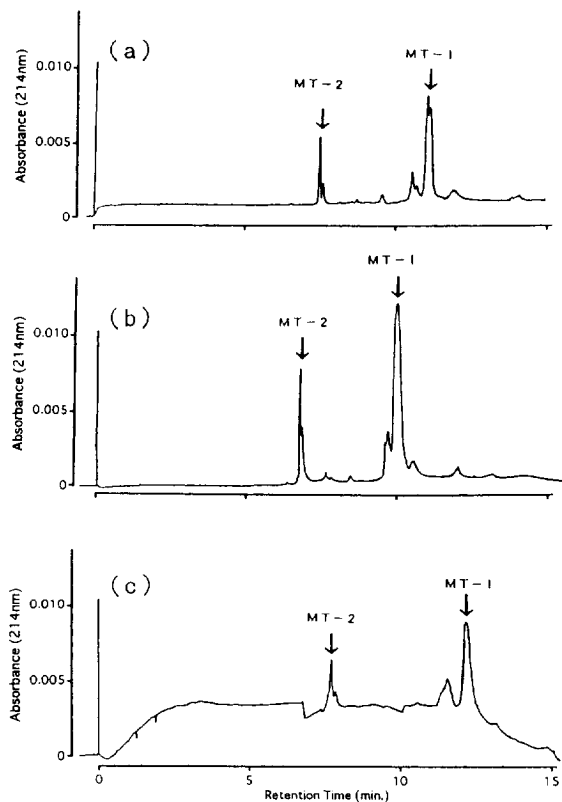 Absorbance (214nm)
0.010
0.005
0
(a)
MT-2
MT-1
Absorbance (214nm)
0.010
0.005
0
(b)
MT-2
MT-1
Absorbance (214nm)
0.010
0.005
0
(c)
MT-2
MT-1
0 5 10 15
Retention Time (min.)